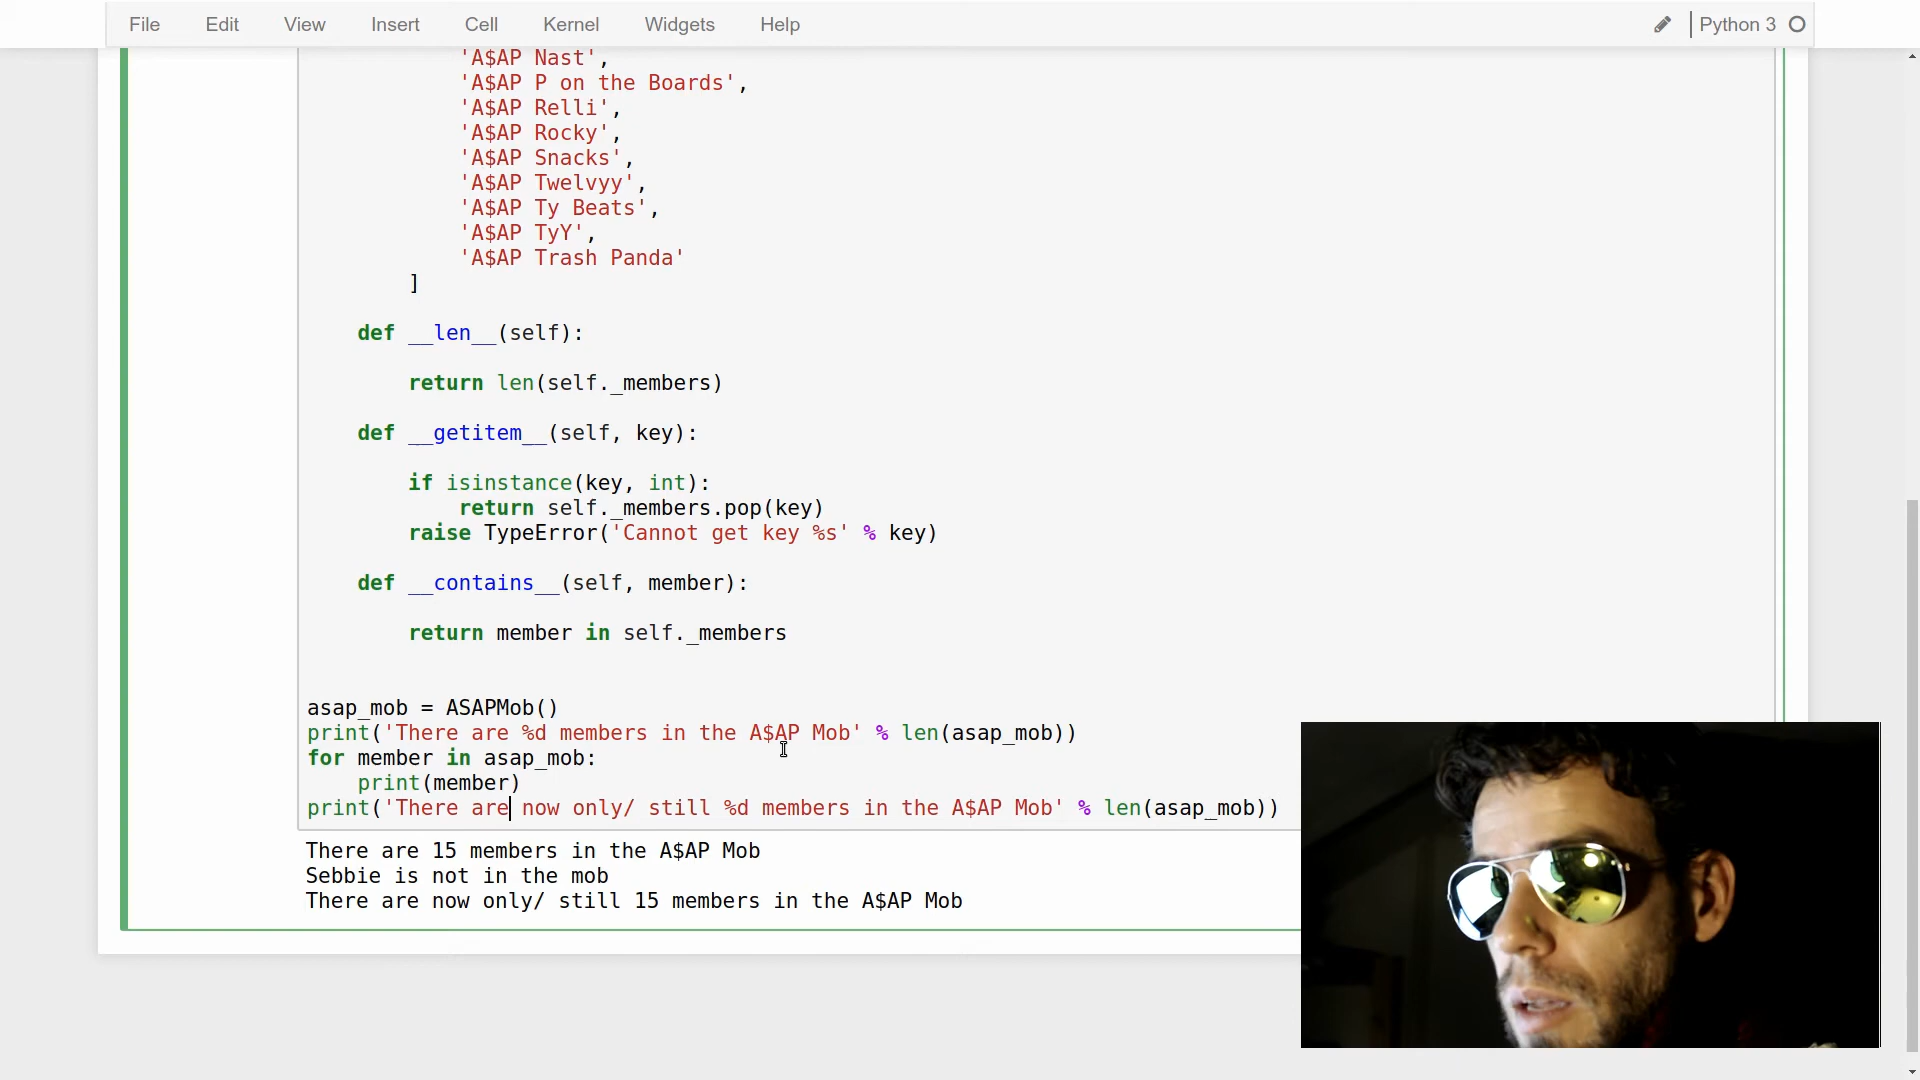 File Edit View Insert Cell Kernel Widgets Help Python 3
'A$AP Nast',
'A$AP P on the Boards',
'A$AP Relli',
'A$AP Rocky',
'A$AP Snacks',
'A$AP Twelvyy',
'A$AP Ty Beats',
'A$AP TyY',
'A$AP Trash Panda'
]
def __len__(self):
return len(self._members)
def __getitem__(self, key):
if isinstance(key, int):
return self._members.pop(key)
raise TypeError('Cannot get key %s' % key)
def __contains__(self, member):
return member in self._members
asap_mob = ASAPMob()
print('There are %d members in the A$AP Mob' % len(asap_mob))
for member in asap_mob:
print(member)
print('There are now only/ still %d members in the A$AP Mob' % len(asap_mob))
There are 15 members in the A$AP Mob
Sebbie is not in the mob
There are now only/ still 15 members in the A$AP Mob